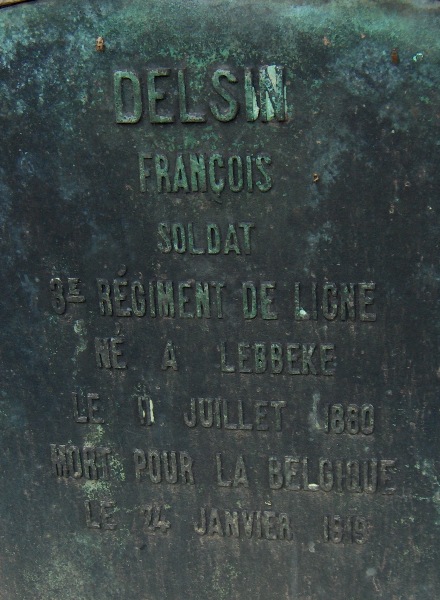 DELSIN
FRANÇOIS
SOLDAT
3E RÉGIMENT DE LIGNE
NÉ A LEBBEKE
LE 11 JUILLET 1880
MORT POUR LA BELGIQUE
LE 24 JANVIER 1919